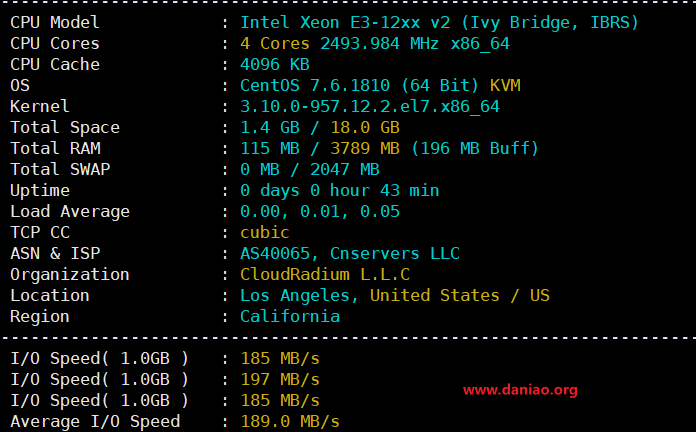 CPU Model : Intel Xeon E3-12xx v2 (Ivy Bridge, IBRS)
CPU Cores : 4 Cores 2493.984 MHz x86_64
CPU Cache : 4096 KB
OS : CentOS 7.6.1810 (64 Bit) KVM
Kernel : 3.10.0-957.12.2.el7.x86_64
Total Space : 1.4 GB / 18.0 GB
Total RAM : 115 MB / 3789 MB (196 MB Buff)
Total SWAP : 0 MB / 2047 MB
Uptime : 0 days 0 hour 43 min
Load Average : 0.00, 0.01, 0.05
TCP CC : cubic
ASN & ISP : AS40065, Cnservers LLC
Organization : CloudRadium L.L.C
Location : Los Angeles, United States / US
Region : California
----------------------------------------------------------------------
I/O Speed( 1.0GB ) : 185 MB/s
I/O Speed( 1.0GB ) : 197 MB/s
I/O Speed( 1.0GB ) : 185 MB/s
Average I/O Speed : 189.0 MB/s
www.daniao.org